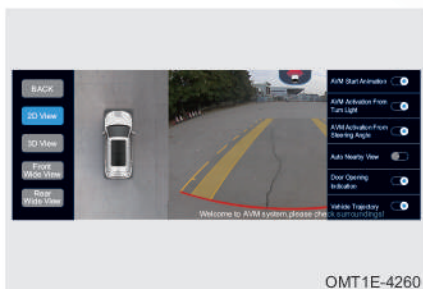 BACK
2D View
3D View
Front
Wide View
Rear
Wide View
AVM Start Animation
AVM Activation From
Turn Light
AVM Activation From
Steering Angle
Auto Nearby View
Door Opening
Indication
Vehicle Trajectory
Welcome to AVM system,please check surroundings!
OMT1E-4260